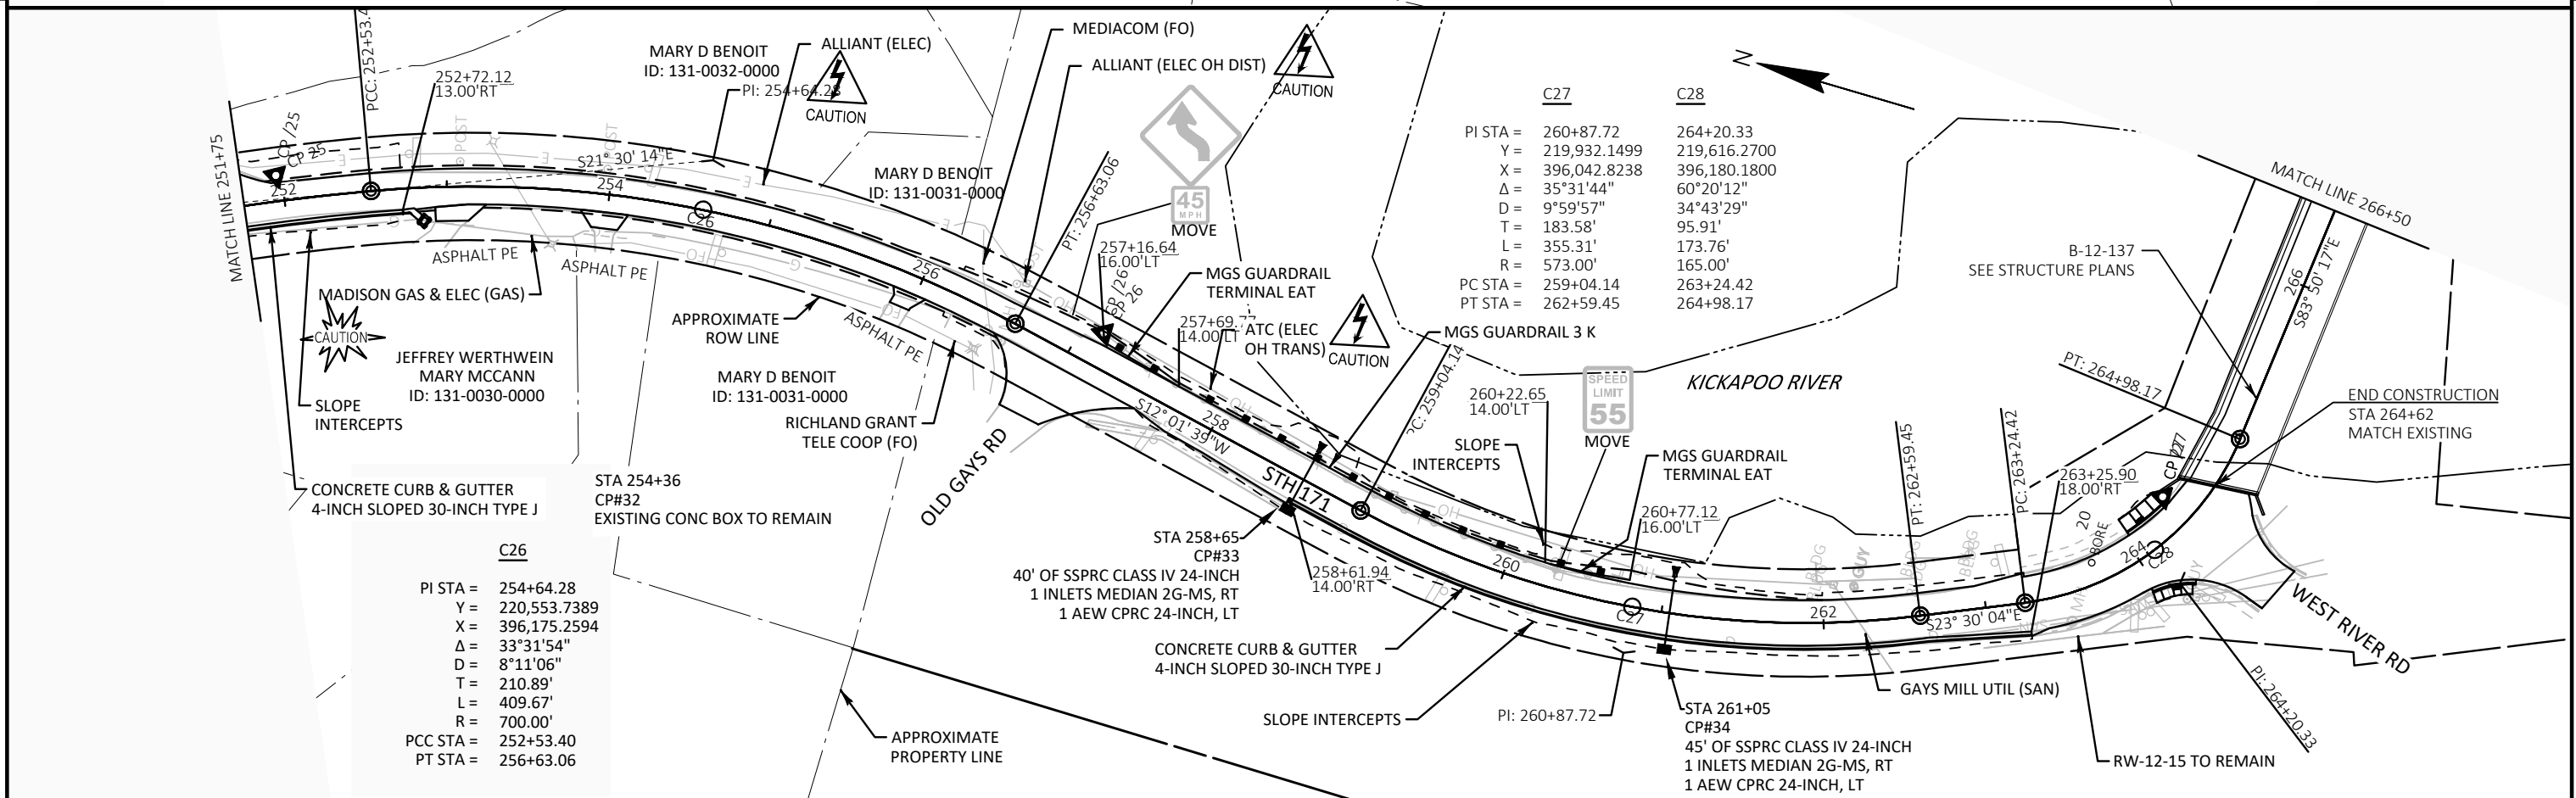 MATCH LINE 251+75
PCC: 252+53.4
252+72.12
13.00'RT
CP /25
CP 25
252
POST
S21° 30' 14"E
254
MARY D BENOIT
ID: 131-0032-0000
PI: 254+64.28
ALLIANT (ELEC)
CAUTION
C26
MEDIACOM (FO)
ALLIANT (ELEC OH DIST)
CAUTION
MARY D BENOIT
ID: 131-0031-0000
45
MPH
MOVE
PT: 256+63.06
257+16.64
16.00'LT
CP /26
CP 26
MGS GUARDRAIL
TERMINAL EAT
257+69.77
14.00'LT
ATC (ELEC
OH TRANS)
CAUTION
MGS GUARDRAIL 3 K
PC: 259+04.14
256
ASPHALT PE
ASPHALT PE
ASPHALT PE
MADISON GAS & ELEC (GAS)
CAUTION
JEFFREY WERTHWEIN
MARY MCCANN
ID: 131-0030-0000
SLOPE
INTERCEPTS
APPROXIMATE
ROW LINE
MARY D BENOIT
ID: 131-0031-0000
RICHLAND GRANT
TELE COOP (FO)
CONCRETE CURB & GUTTER
4-INCH SLOPED 30-INCH TYPE J
STA 254+36
CP#32
EXISTING CONC BOX TO REMAIN
OLD GAYS RD
S12° 01' 39"W
258
STH 171
C26
PI STA = 254+64.28
Y = 220,553.7389
X = 396,175.2594
Δ = 33°31'54"
D = 8°11'06"
T = 210.89'
L = 409.67'
R = 700.00'
PCC STA = 252+53.40
PT STA = 256+63.06
APPROXIMATE
PROPERTY LINE
STA 258+65
CP#33
40' OF SSPRC CLASS IV 24-INCH
1 INLETS MEDIAN 2G-MS, RT
1 AEW CPRC 24-INCH, LT
258+61.94
14.00'RT
CONCRETE CURB & GUTTER
4-INCH SLOPED 30-INCH TYPE J
SLOPE INTERCEPTS
PI: 260+87.72
N
C27 C28
PI STA = 260+87.72 264+20.33
Y = 219,932.1499 219,616.2700
X = 396,042.8238 396,180.1800
Δ = 35°31'44" 60°20'12"
D = 9°59'57" 34°43'29"
T = 183.58' 95.91'
L = 355.31' 173.76'
R = 573.00' 165.00'
PC STA = 259+04.14 263+24.42
PT STA = 262+59.45 264+98.17
260+22.65
14.00'LT
SLOPE
INTERCEPTS
SPEED
LIMIT
55
MOVE
KICKAPOO RIVER
MGS GUARDRAIL
TERMINAL EAT
260+77.12
16.00'LT
260
C27
262
GUY
PT: 262+59.45
PC: 263+24.42
S23° 30' 04"E
263+25.90
18.00'RT
BORE 20
264
C28
B-12-137
SEE STRUCTURE PLANS
MATCH LINE 266+50
266
S83° 50' 17"E
PT: 264+98.17
END CONSTRUCTION
STA 264+62
MATCH EXISTING
WEST RIVER RD
PI: 264+20.33
GAYS MILL UTIL (SAN)
STA 261+05
CP#34
45' OF SSPRC CLASS IV 24-INCH
1 INLETS MEDIAN 2G-MS, RT
1 AEW CPRC 24-INCH, LT
RW-12-15 TO REMAIN